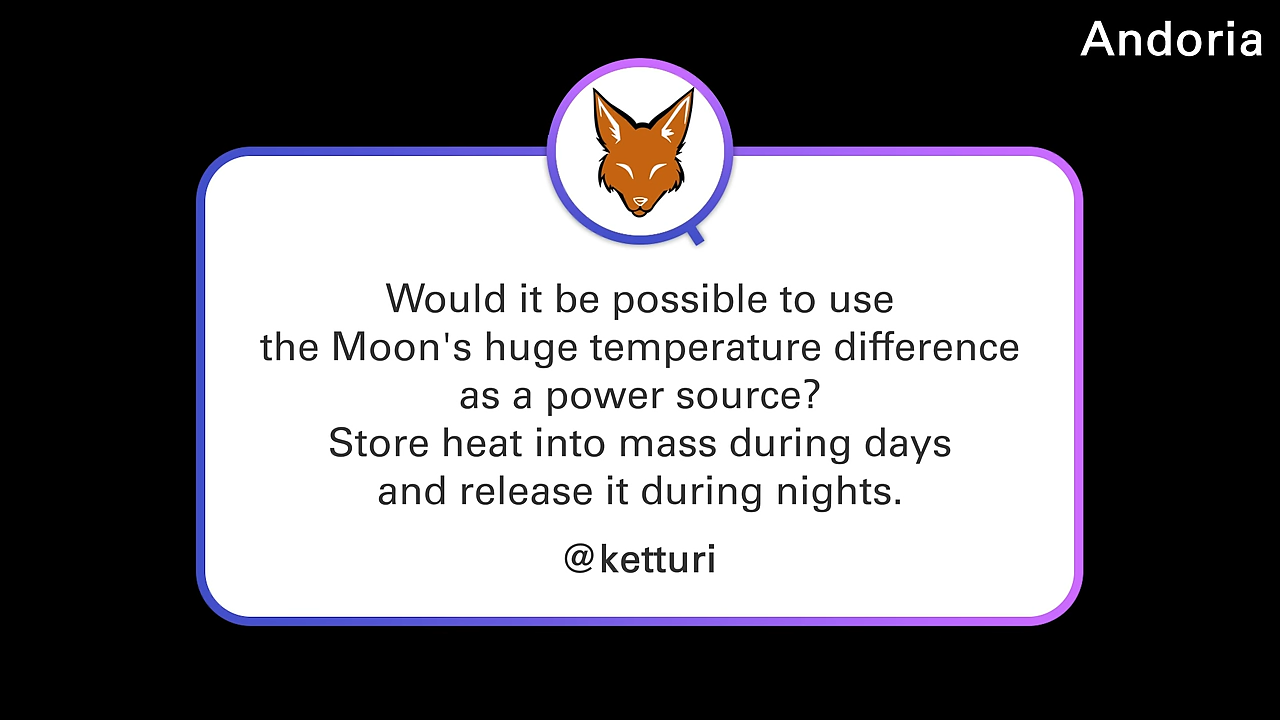 Andoria
Would it be possible to use
the Moon's huge temperature difference
as a power source?
Store heat into mass during days
and release it during nights.
@ketturi